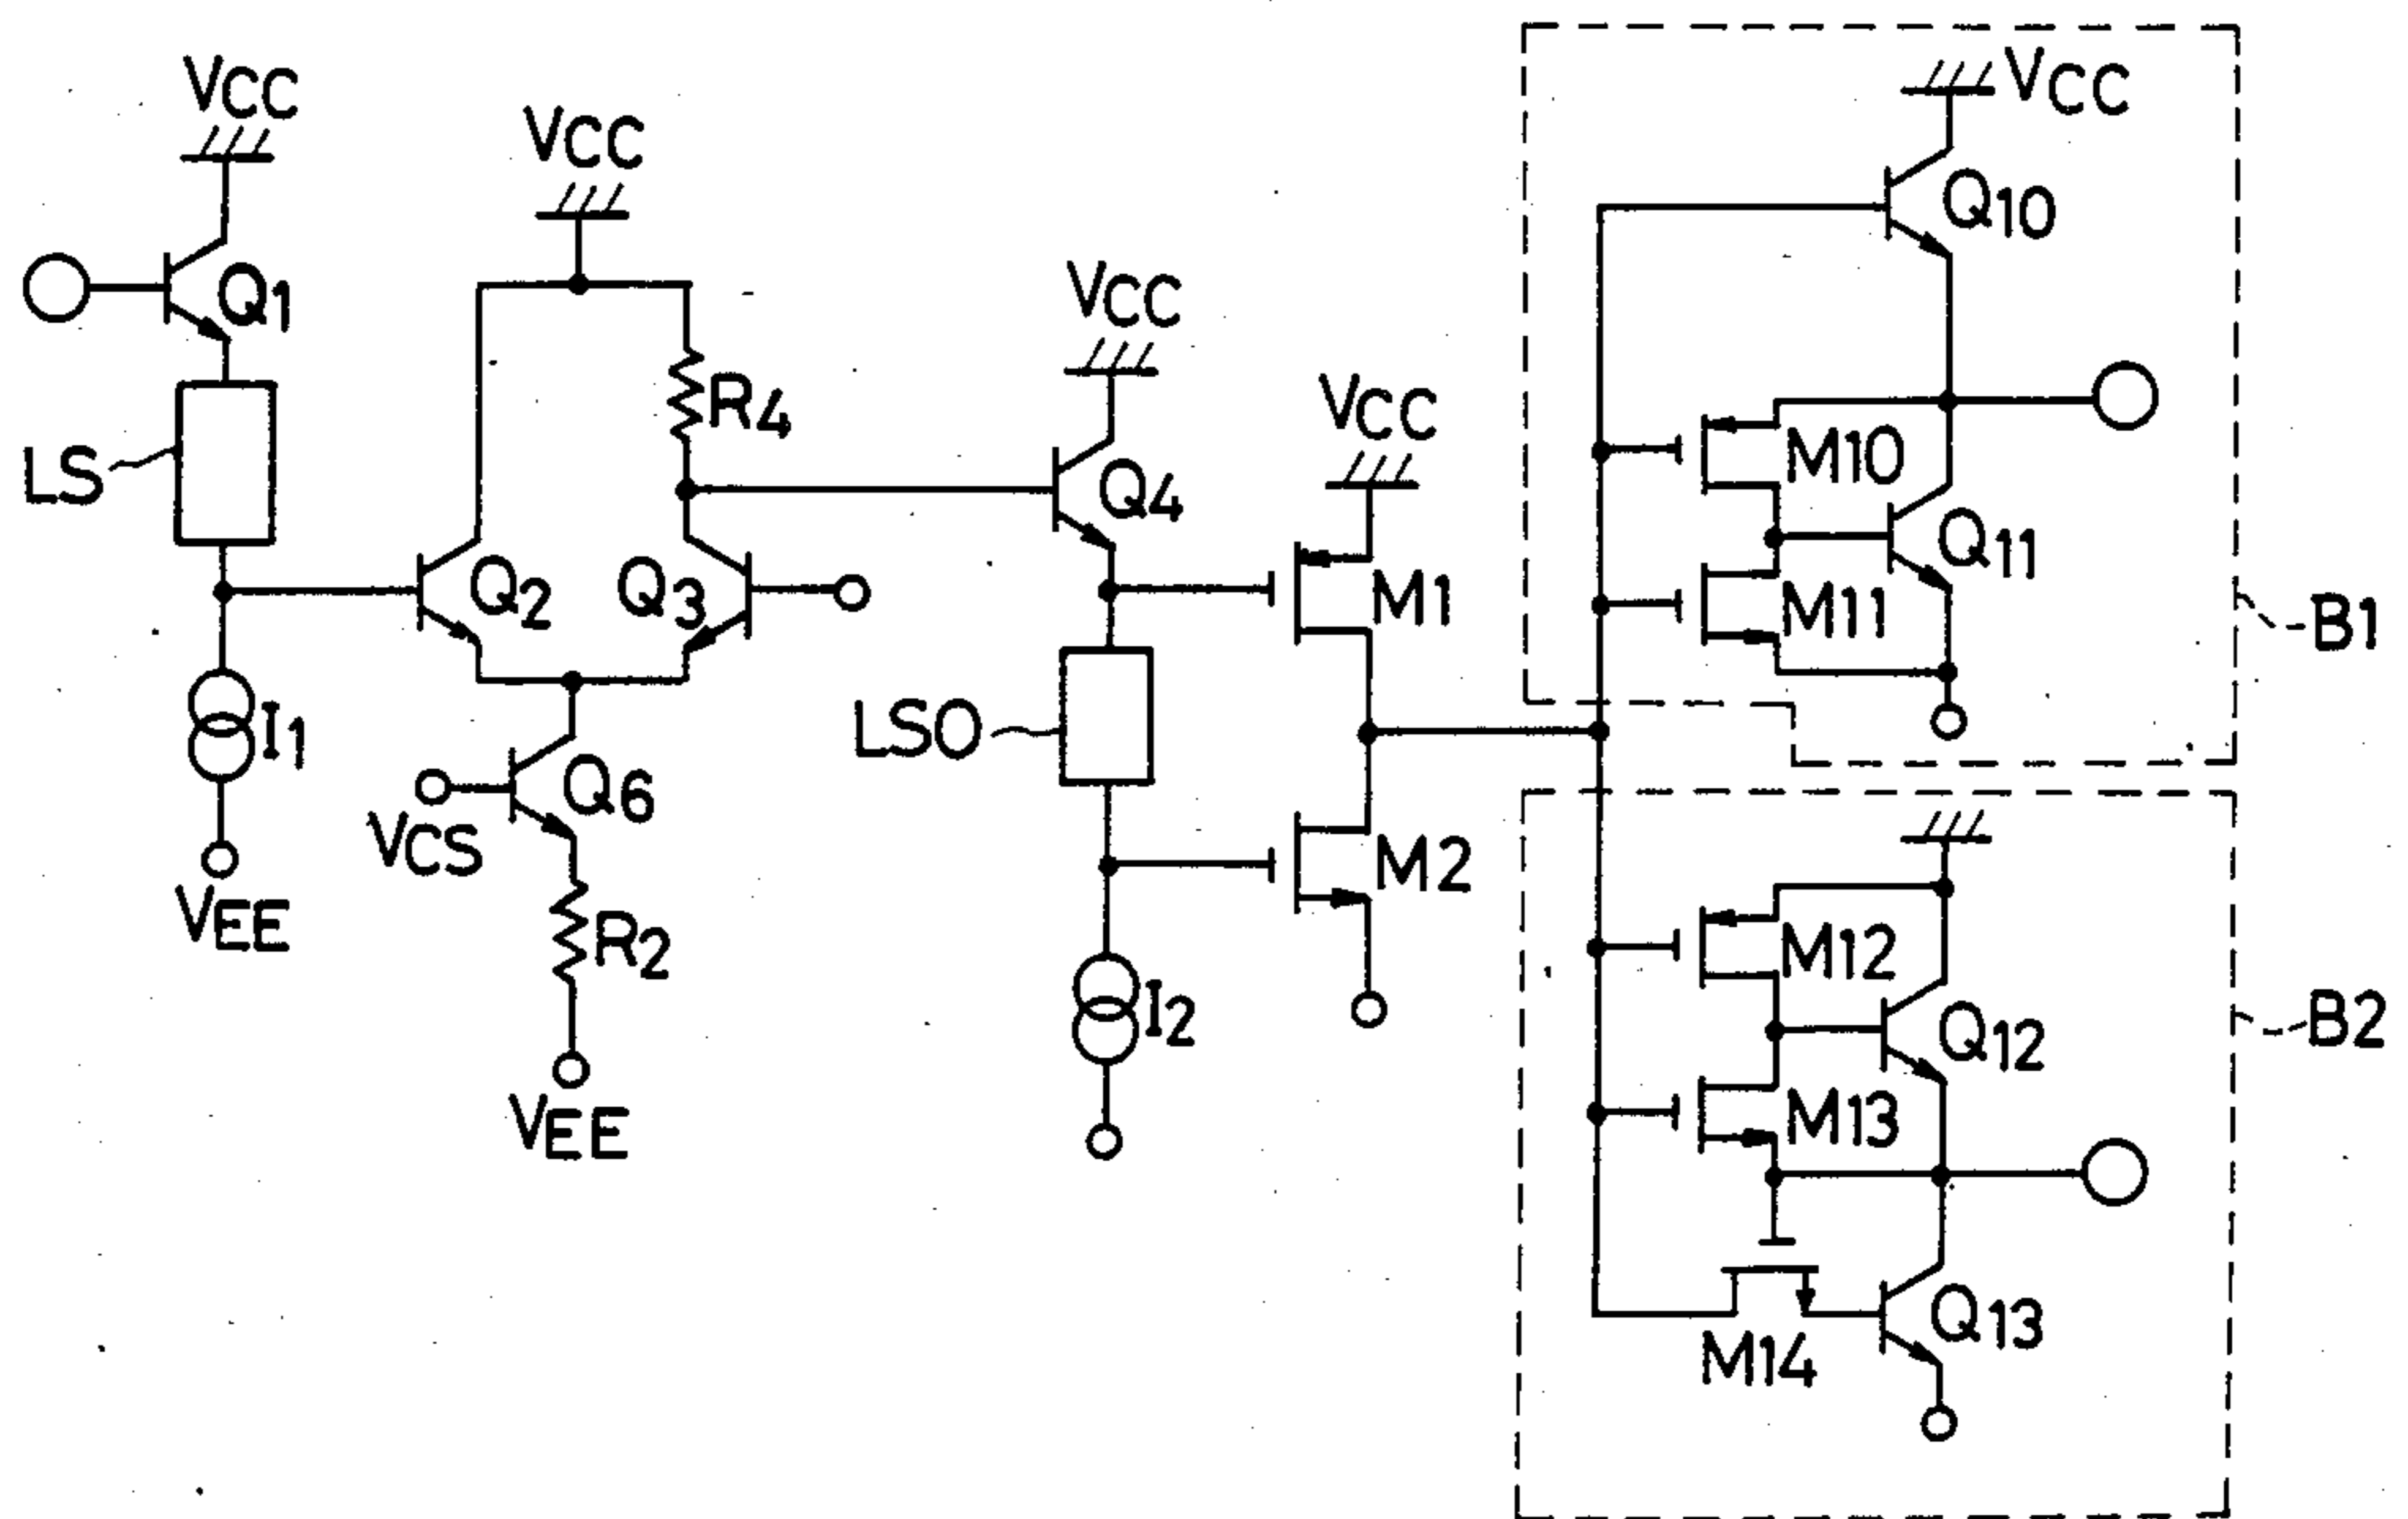 VCC
Q1
LS
I1
VEE
VCC
R4
Q2
Q3
Q6
VCS
R2
VEE
VCC
Q4
LSO
I2
VCC
M1
M2
VCC
Q10
M10
Q11
M11
B1
M12
Q12
M13
B2
M14
Q13